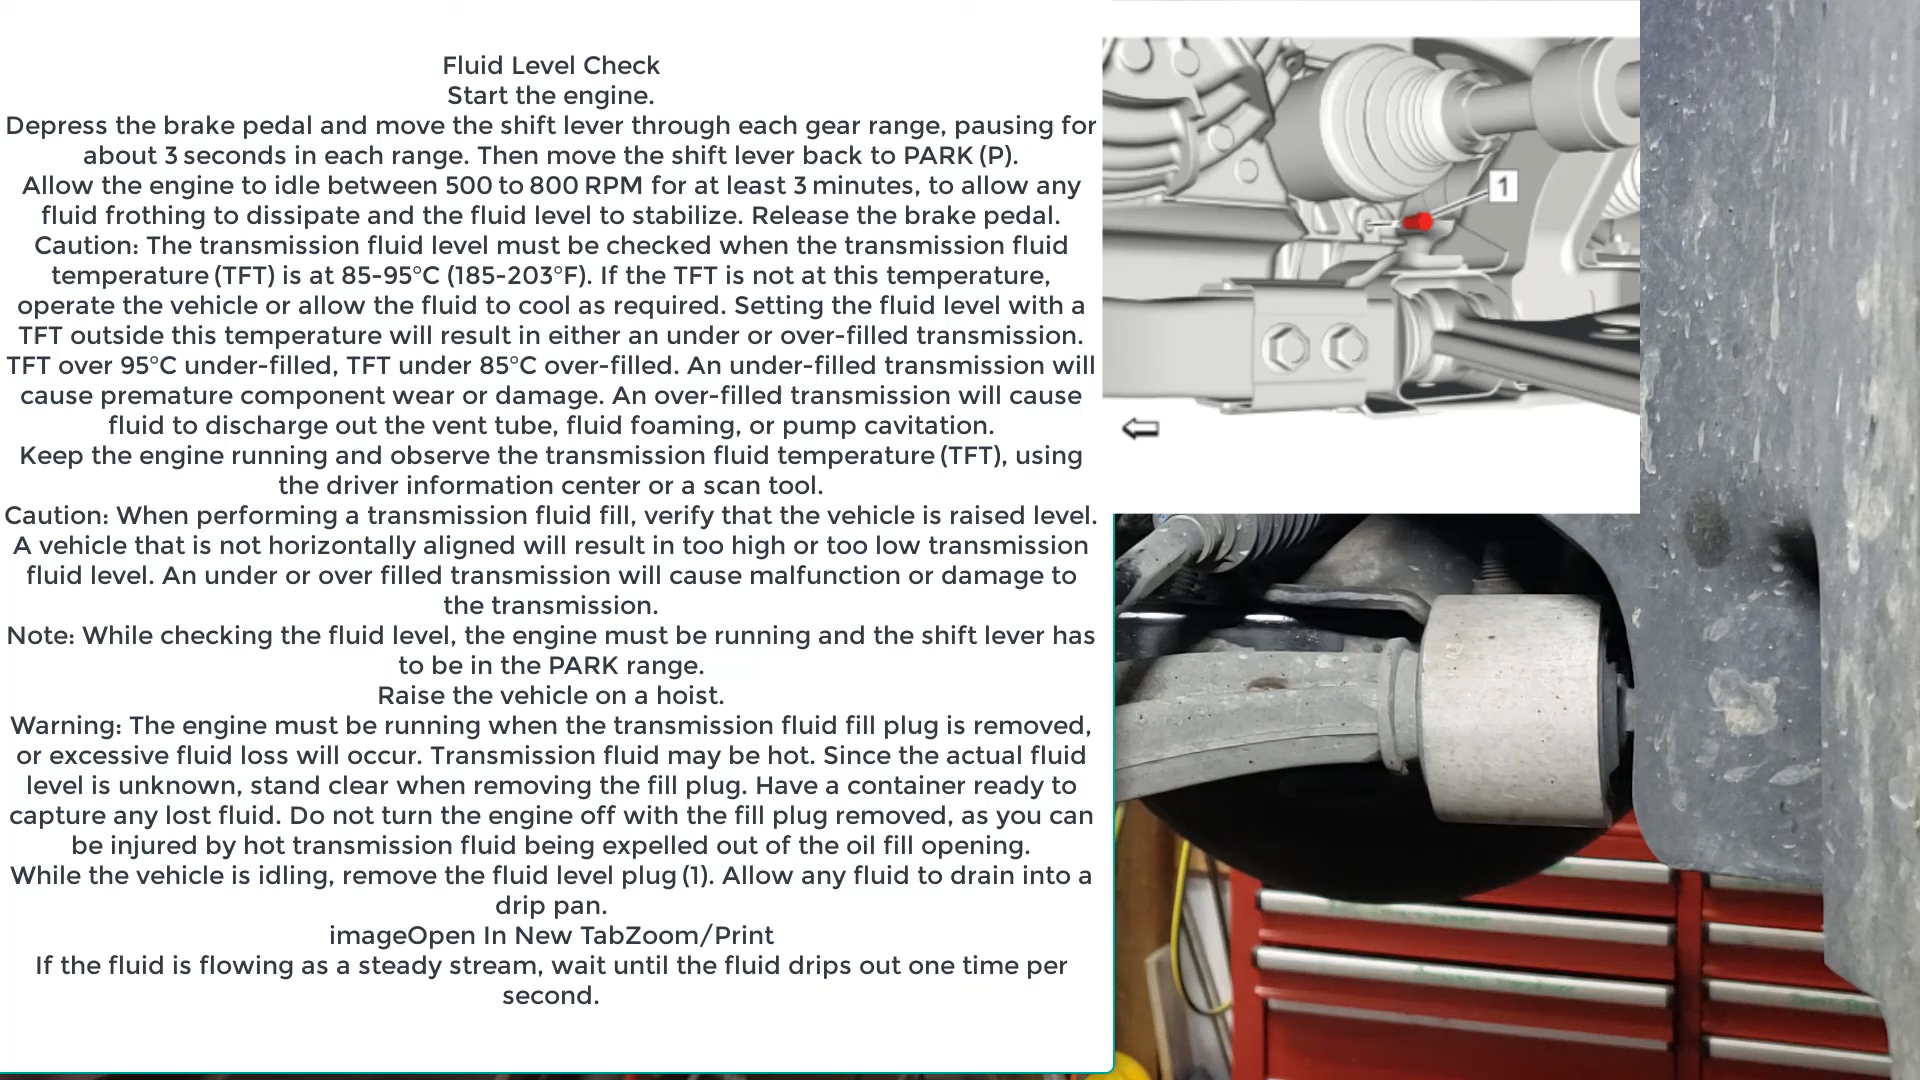 Fluid Level Check
Start the engine.
Depress the brake pedal and move the shift lever through each gear range, pausing for
about 3 seconds in each range. Then move the shift lever back to PARK (P).
Allow the engine to idle between 500 to 800 RPM for at least 3 minutes, to allow any
fluid frothing to dissipate and the fluid level to stabilize. Release the brake pedal.
Caution: The transmission fluid level must be checked when the transmission fluid
temperature (TFT) is at 85-95°C (185-203°F). If the TFT is not at this temperature,
operate the vehicle or allow the fluid to cool as required. Setting the fluid level with a
TFT outside this temperature will result in either an under or over-filled transmission.
TFT over 95°C under-filled, TFT under 85°C over-filled. An under-filled transmission will
cause premature component wear or damage. An over-filled transmission will cause
fluid to discharge out the vent tube, fluid foaming, or pump cavitation.
Keep the engine running and observe the transmission fluid temperature (TFT), using
the driver information center or a scan tool.
Caution: When performing a transmission fluid fill, verify that the vehicle is raised level.
A vehicle that is not horizontally aligned will result in too high or too low transmission
fluid level. An under or over filled transmission will cause malfunction or damage to
the transmission.
Note: While checking the fluid level, the engine must be running and the shift lever has
to be in the PARK range.
Raise the vehicle on a hoist.
Warning: The engine must be running when the transmission fluid fill plug is removed,
or excessive fluid loss will occur. Transmission fluid may be hot. Since the actual fluid
level is unknown, stand clear when removing the fill plug. Have a container ready to
capture any lost fluid. Do not turn the engine off with the fill plug removed, as you can
be injured by hot transmission fluid being expelled out of the oil fill opening.
While the vehicle is idling, remove the fluid level plug (1). Allow any fluid to drain into a
drip pan.
imageOpen In New TabZoom/Print
If the fluid is flowing as a steady stream, wait until the fluid drips out one time per
second.
1